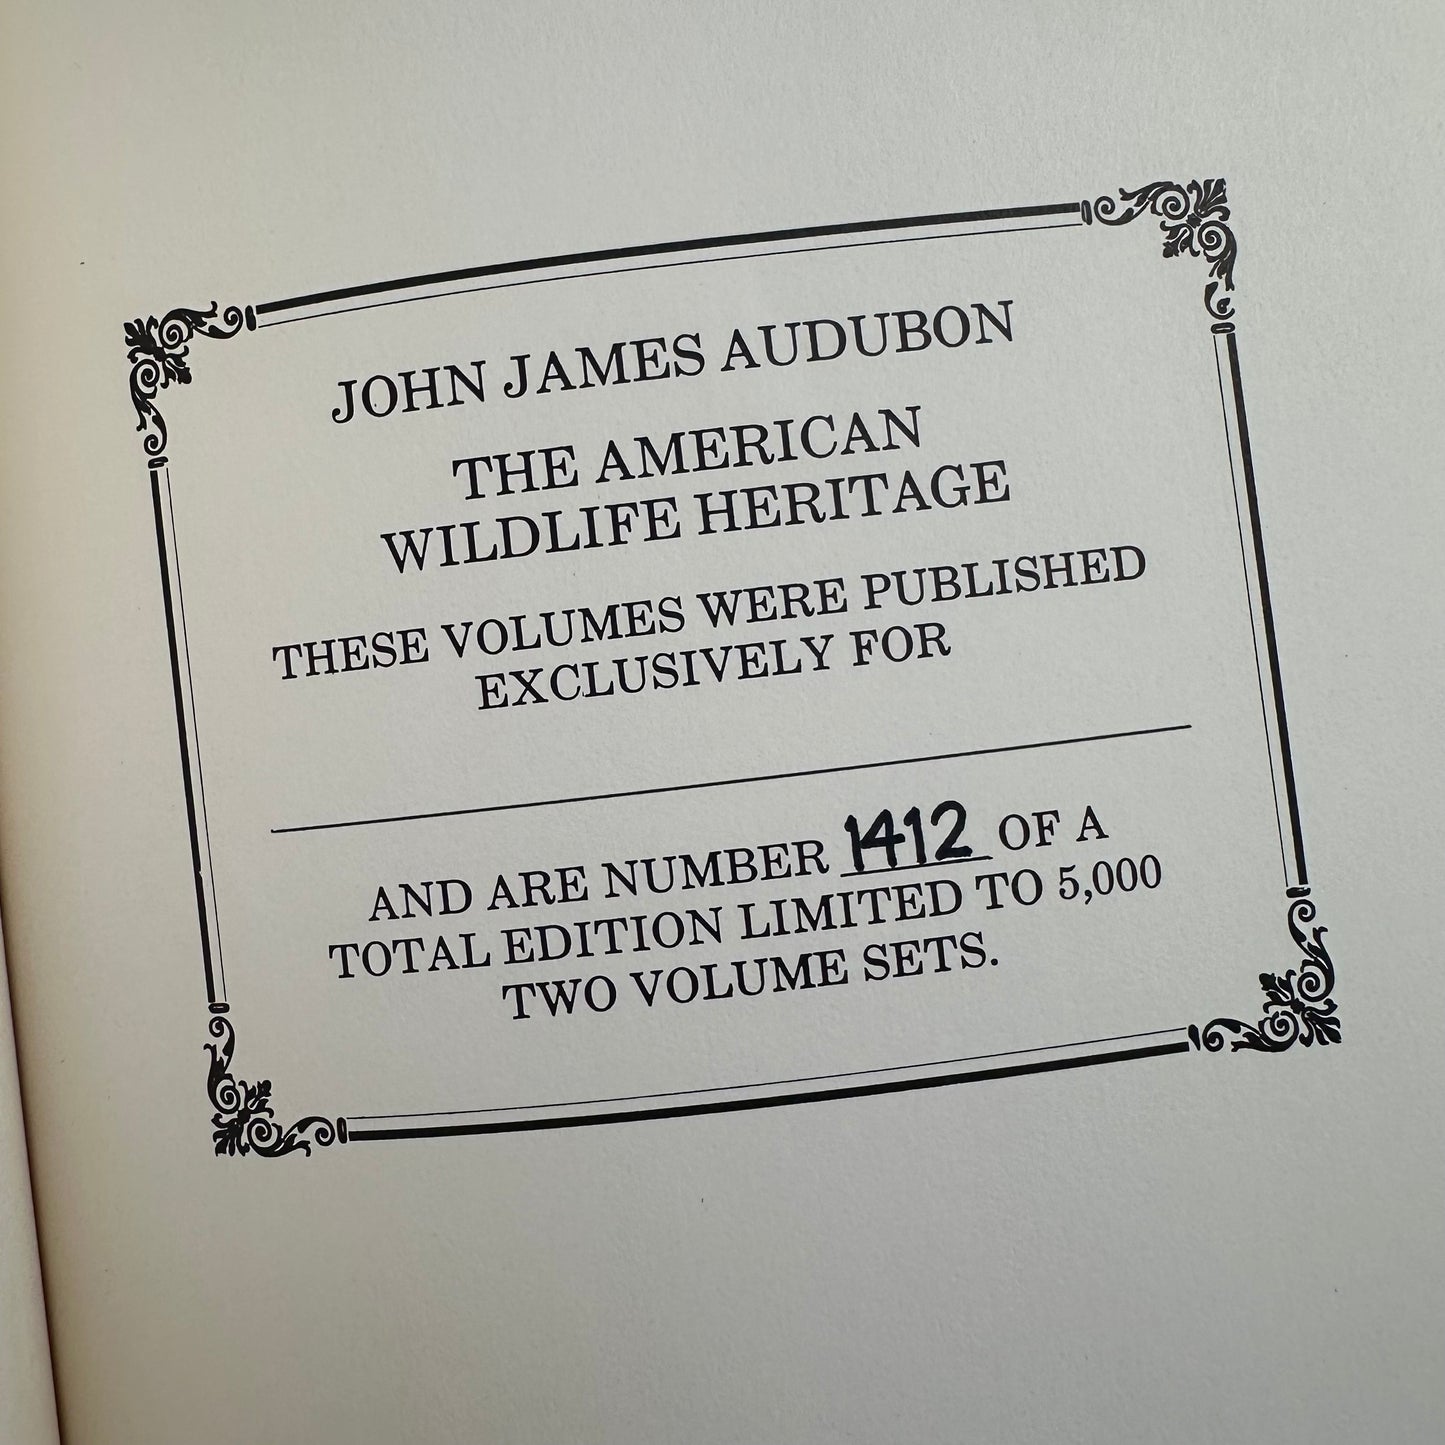 JOHN JAMES AUDUBON
THE AMERICAN
WILDLIFE HERITAGE
THESE VOLUMES WERE PUBLISHED
EXCLUSIVELY FOR
AND ARE NUMBER 1412 OF A
TOTAL EDITION LIMITED TO 5,000
TWO VOLUME SETS.